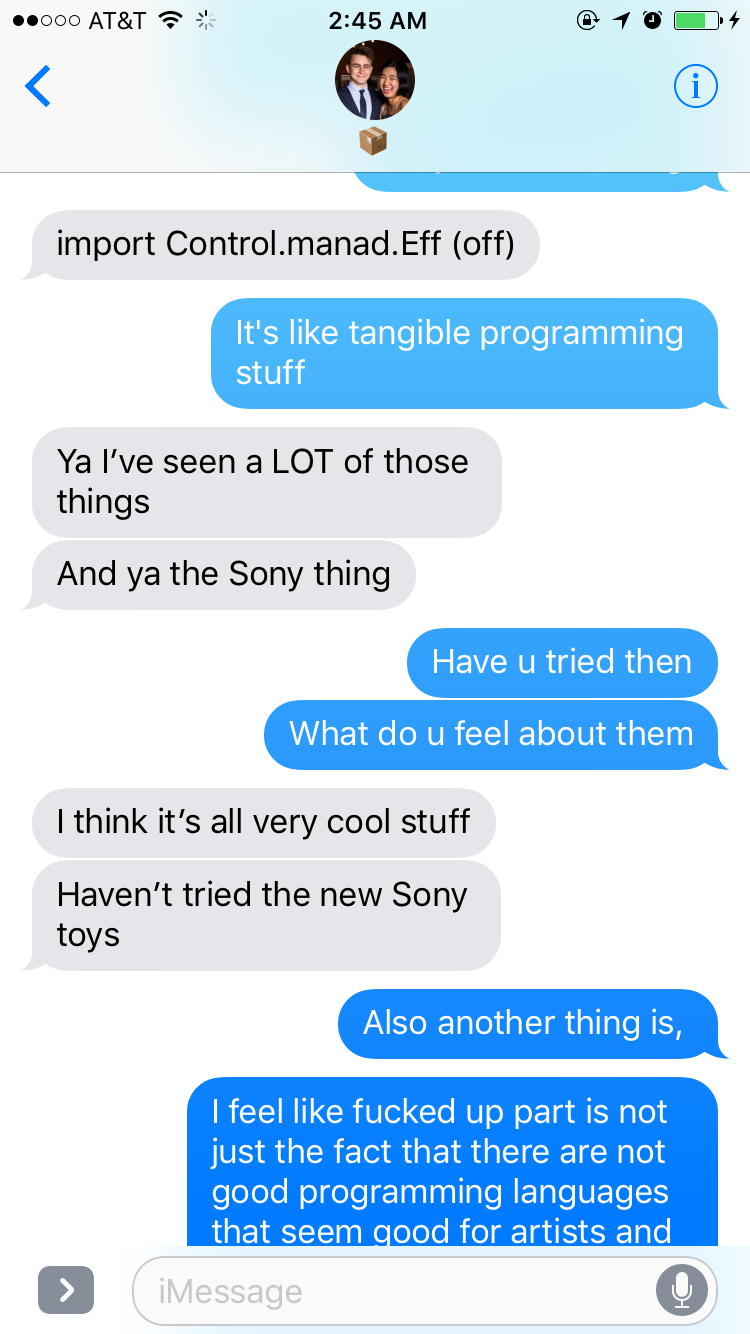 AT&T 2:45 AM
import Control.manad.Eff (off)
It's like tangible programming
stuff
Ya I’ve seen a LOT of those
things
And ya the Sony thing
Have u tried then
What do u feel about them
I think it’s all very cool stuff
Haven’t tried the new Sony
toys
Also another thing is,
I feel like fucked up part is not
just the fact that there are not
good programming languages
that seem good for artists and
iMessage